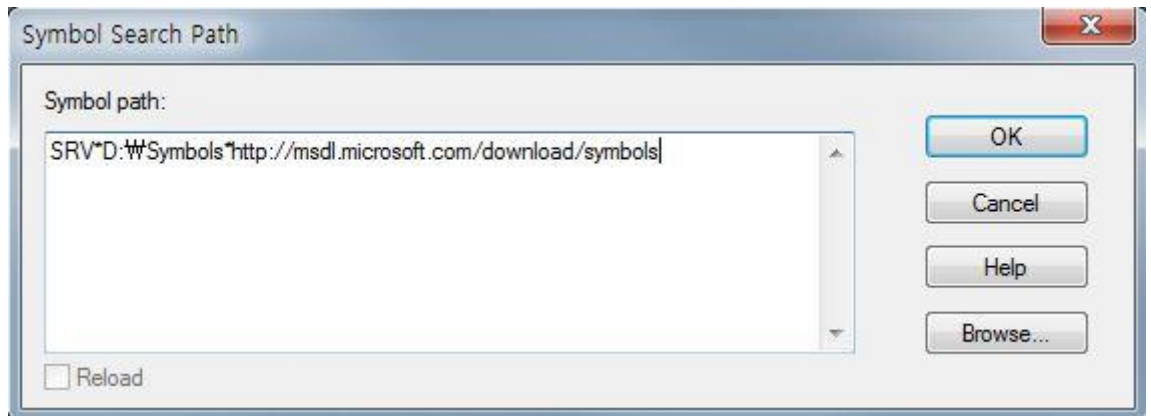 Symbol Search Path
Symbol path:
SRV*D:₩Symbols*http://msdl.microsoft.com/download/symbols
OK
Cancel
Help
Browse...
Reload